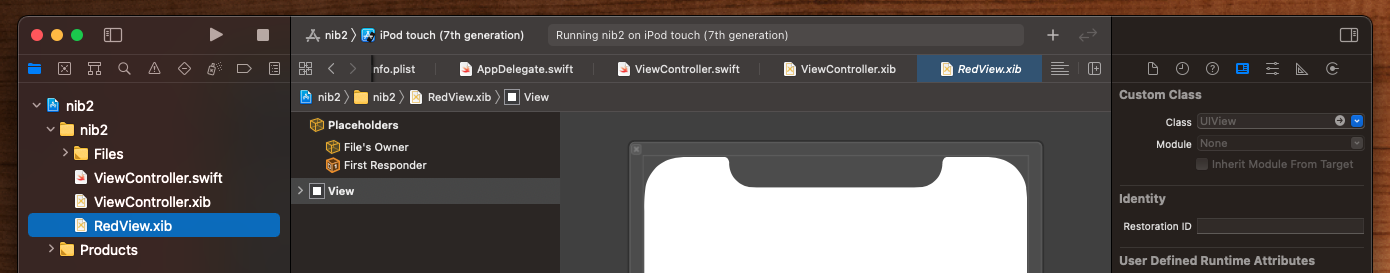 nib2 iPod touch (7th generation)
Running nib2 on iPod touch (7th generation)
nfo.plist
AppDelegate.swift
ViewController.swift
ViewController.xib
RedView.xib
nib2
nib2
Files
ViewController.swift
ViewController.xib
RedView.xib
Products
nib2 nib2 RedView.xib View
Placeholders
File's Owner
First Responder
View
Custom Class
Class UIView
Module None
Inherit Module From Target
Identity
Restoration ID
User Defined Runtime Attributes